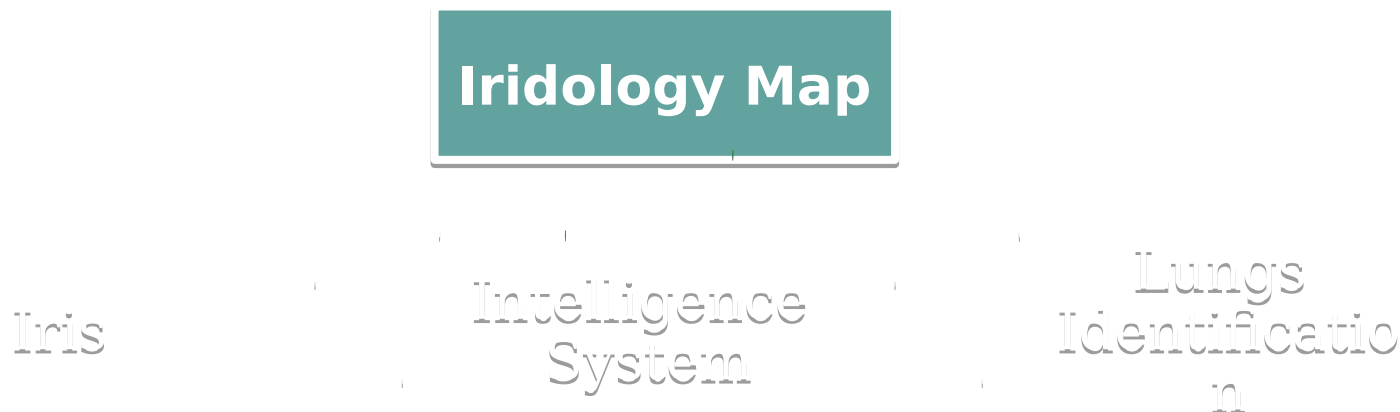 Iridology Map
Iris
Intelligence
System
Lungs
Identificatio
n